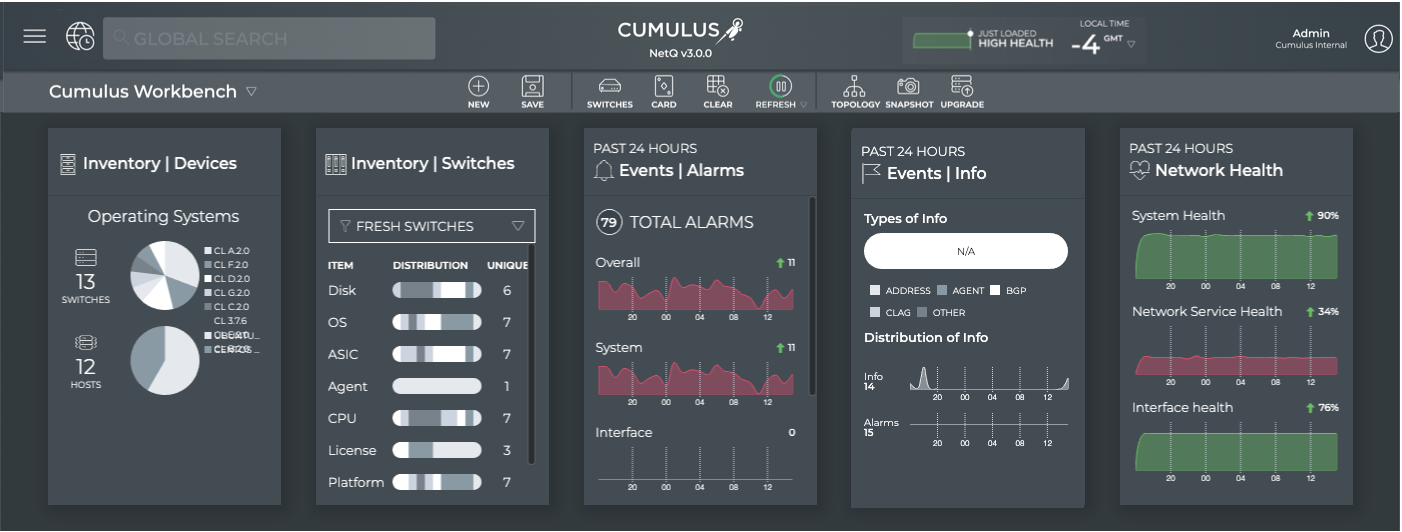 GLOBAL SEARCH
CUMULUS
NetQ v3.0.0
JUST LOADED
HIGH HEALTH
LOCAL TIME
-4 GMT
Admin
Cumulus Internal
Cumulus Workbench
NEW
SAVE
SWITCHES
CARD
CLEAR
REFRESH
TOPOLOGY
SNAPSHOT
UPGRADE
Inventory | Devices
Operating Systems
13
SWITCHES
CL A.2.0
CL F.2.0
CL D.2.0
CL G.2.0
CL C.2.0
CL 3.7.6
12
HOSTS
Inventory | Switches
FRESH SWITCHES
ITEM DISTRIBUTION UNIQUE
Disk 6
OS 7
ASIC 7
Agent 1
CPU 7
License 3
Platform 7
PAST 24 HOURS
Events | Alarms
79 TOTAL ALARMS
Overall 11
20 00 04 08 12
System 11
20 00 04 08 12
Interface 0
20 00 04 08 12
PAST 24 HOURS
Events | Info
Types of Info
N/A
ADDRESS AGENT BGP
CLAG OTHER
Distribution of Info
Info
14
20 00 04 08 12
Alarms
15
20 00 04 08 12
PAST 24 HOURS
Network Health
System Health 90%
20 00 04 08 12
Network Service Health 34%
20 00 04 08 12
Interface health 76%
20 00 04 08 12